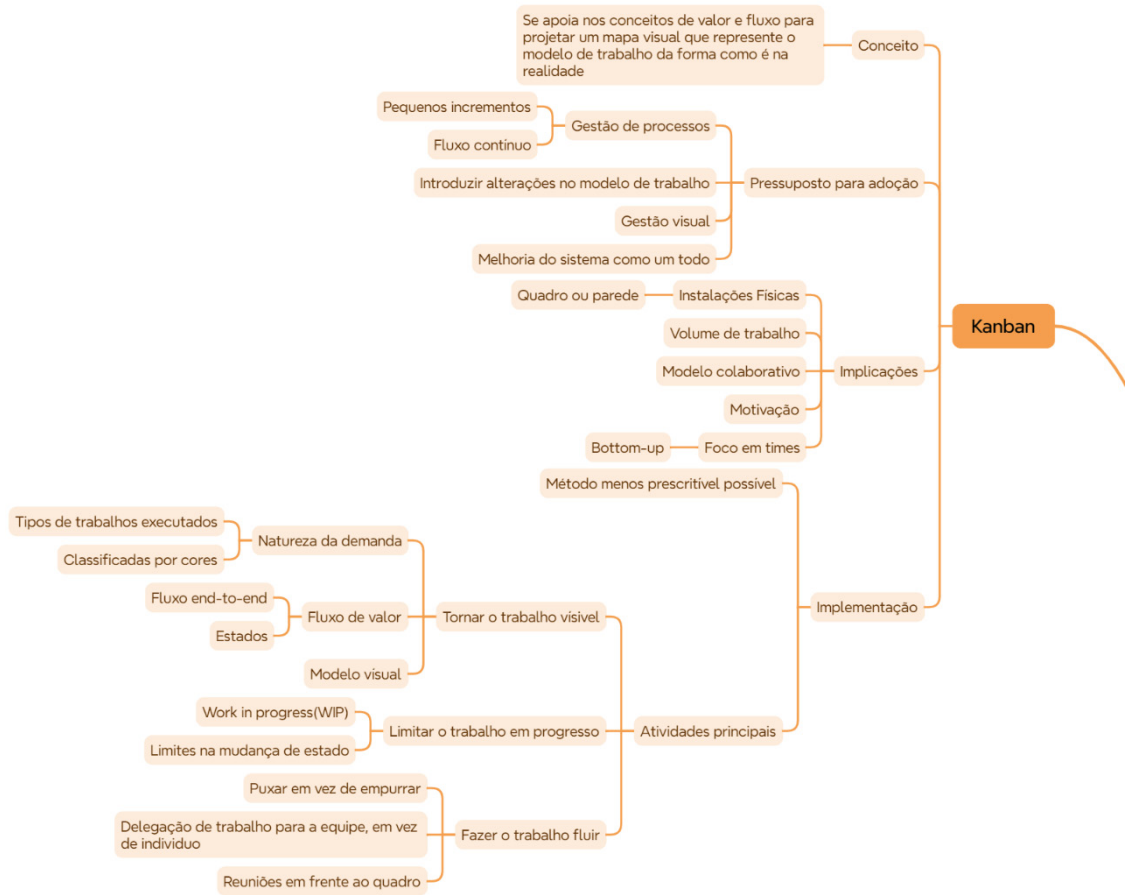 Se apoia nos conceitos de valor e fluxo para
projetar um mapa visual que represente o
modelo de trabalho da forma como é na
realidade
Conceito
Pequenos incrementos
Fluxo contínuo
Gestão de processos
Introduzir alterações no modelo de trabalho
Gestão visual
Melhoria do sistema como um todo
Pressuposto para adoção
Quadro ou parede
Instalações Físicas
Volume de trabalho
Modelo colaborativo
Motivação
Bottom-up
Foco em times
Implicações
Kanban
Método menos prescritível possível
Tipos de trabalhos executados
Classificadas por cores
Natureza da demanda
Fluxo end-to-end
Estados
Fluxo de valor
Modelo visual
Tornar o trabalho vísivel
Work in progress(WIP)
Limites na mudança de estado
Limitar o trabalho em progresso
Puxar em vez de empurrar
Delegação de trabalho para a equipe, em vez
de individuo
Reuniões em frente ao quadro
Fazer o trabalho fluir
Atividades principais
Implementação